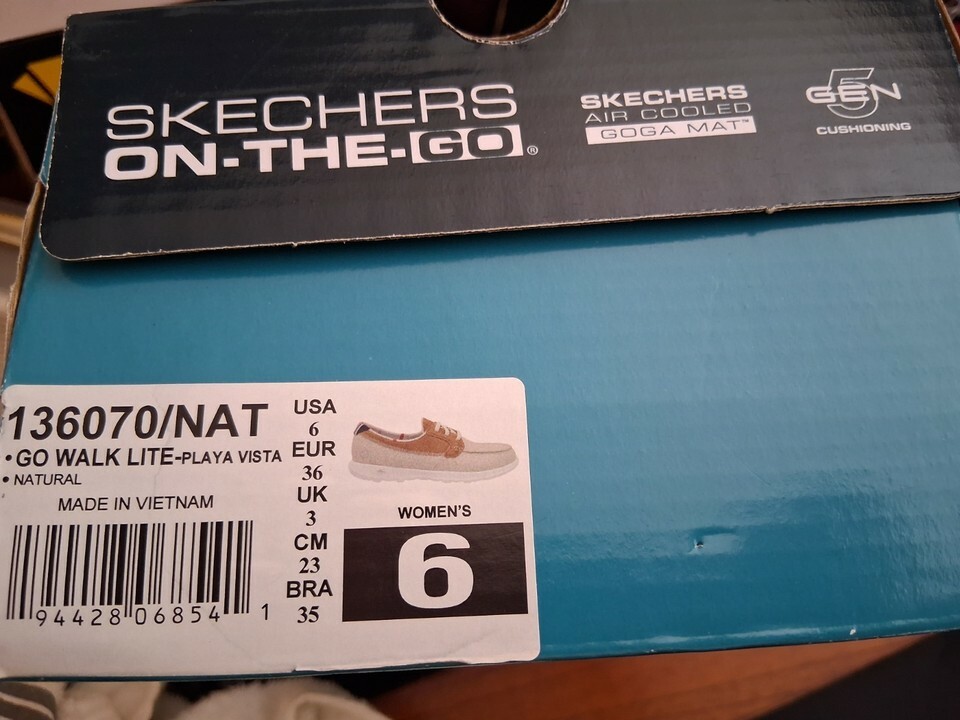 SKECHERS
ON-THE-GO®
SKECHERS
AIR COOLED
GOGA MAT™
GEN
5
CUSHIONING
136070/NAT
• GO WALK LITE-PLAYA VISTA
• NATURAL
MADE IN VIETNAM
94428 06854 1
USA
6
EUR
36
UK
3
CM
23
BRA
35
WOMEN'S
6